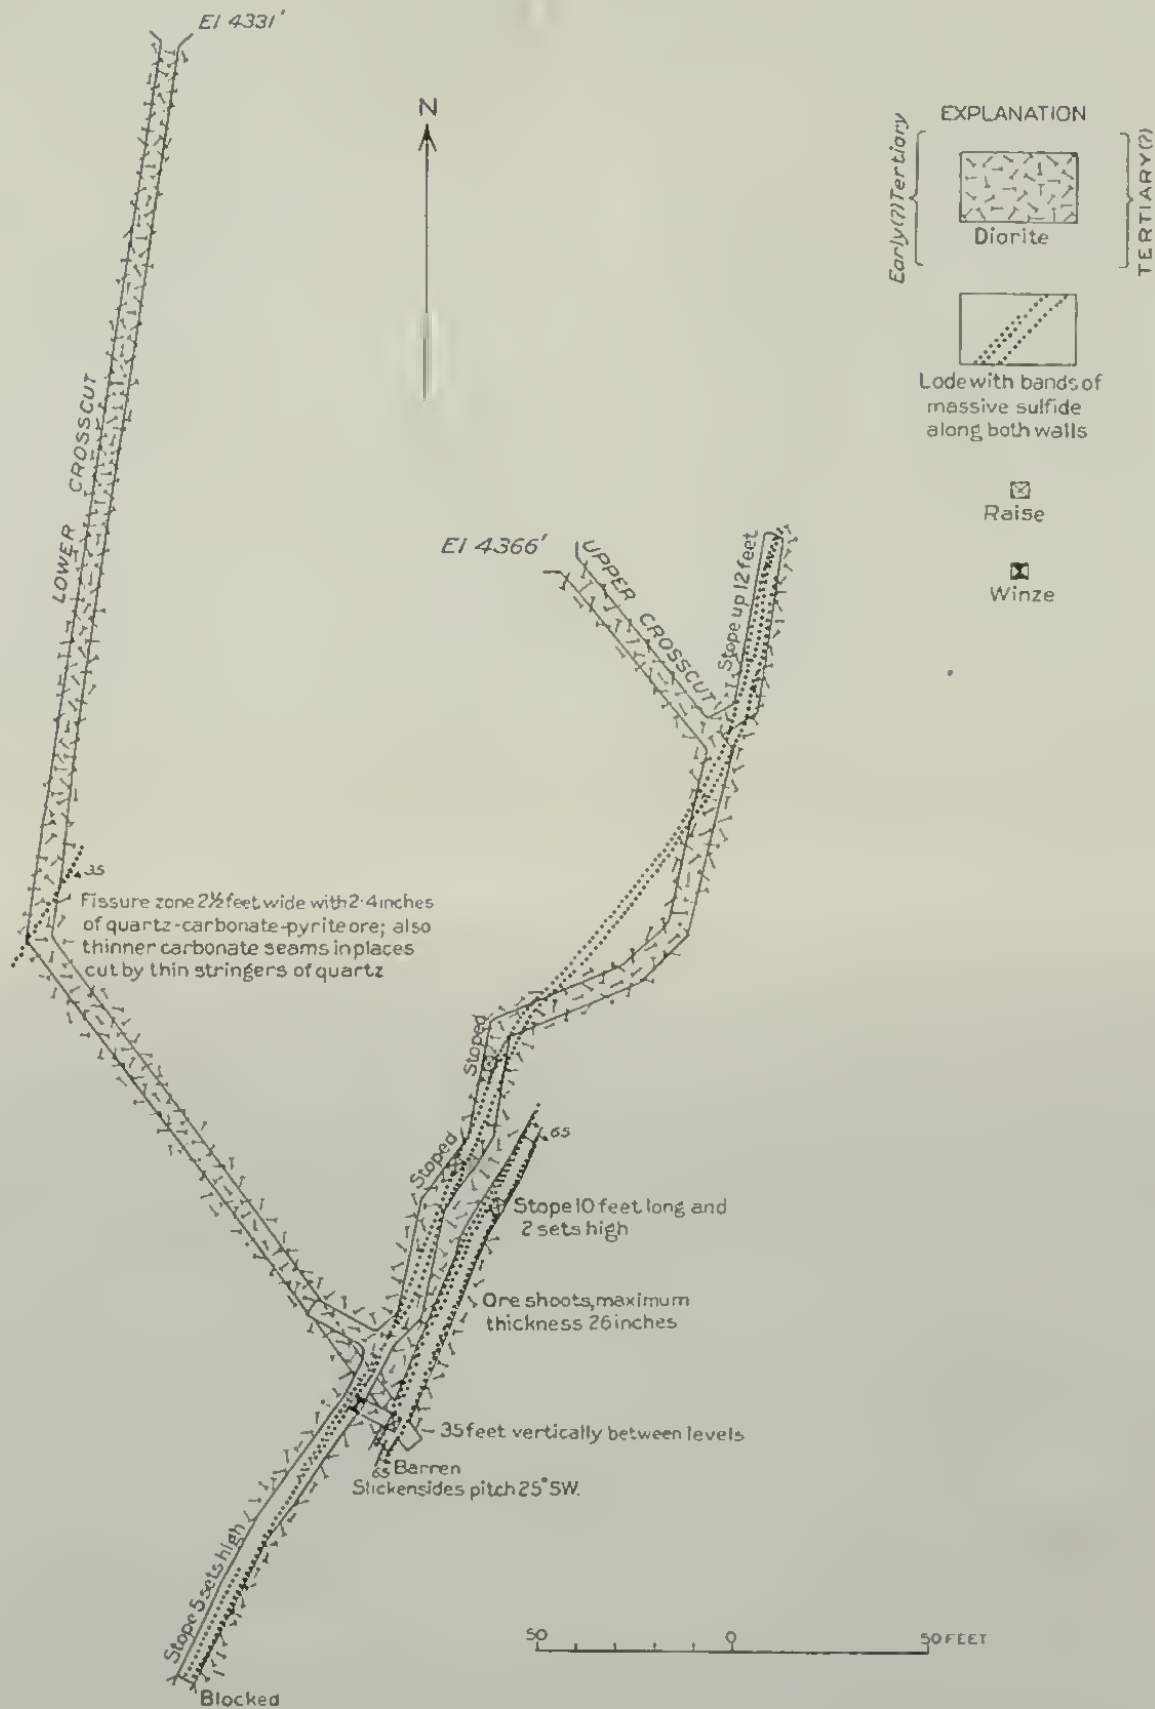 El 4331'
N
EXPLANATION
Early(?) Tertiary
TERTIARY(?)
Diorite
Lode with bands of
massive sulfide
along both walls
Raise
Winze
LOWER CROSSCUT
El 4366'
UPPER CROSSCUT
Stope up 12 feet
35
Fissure zone 2½ feet wide with 2-4 inches
of quartz-carbonate-pyrite ore; also
thinner carbonate seams in places
cut by thin stringers of quartz
Stoped
Stoped
65
Stope 10 feet long and
2 sets high
Ore shoots, maximum
thickness 26 inches
35 feet vertically between levels
65
Barren
Slickensides pitch 25° SW.
Stope 5 sets high
Blocked
50 0 50 FEET